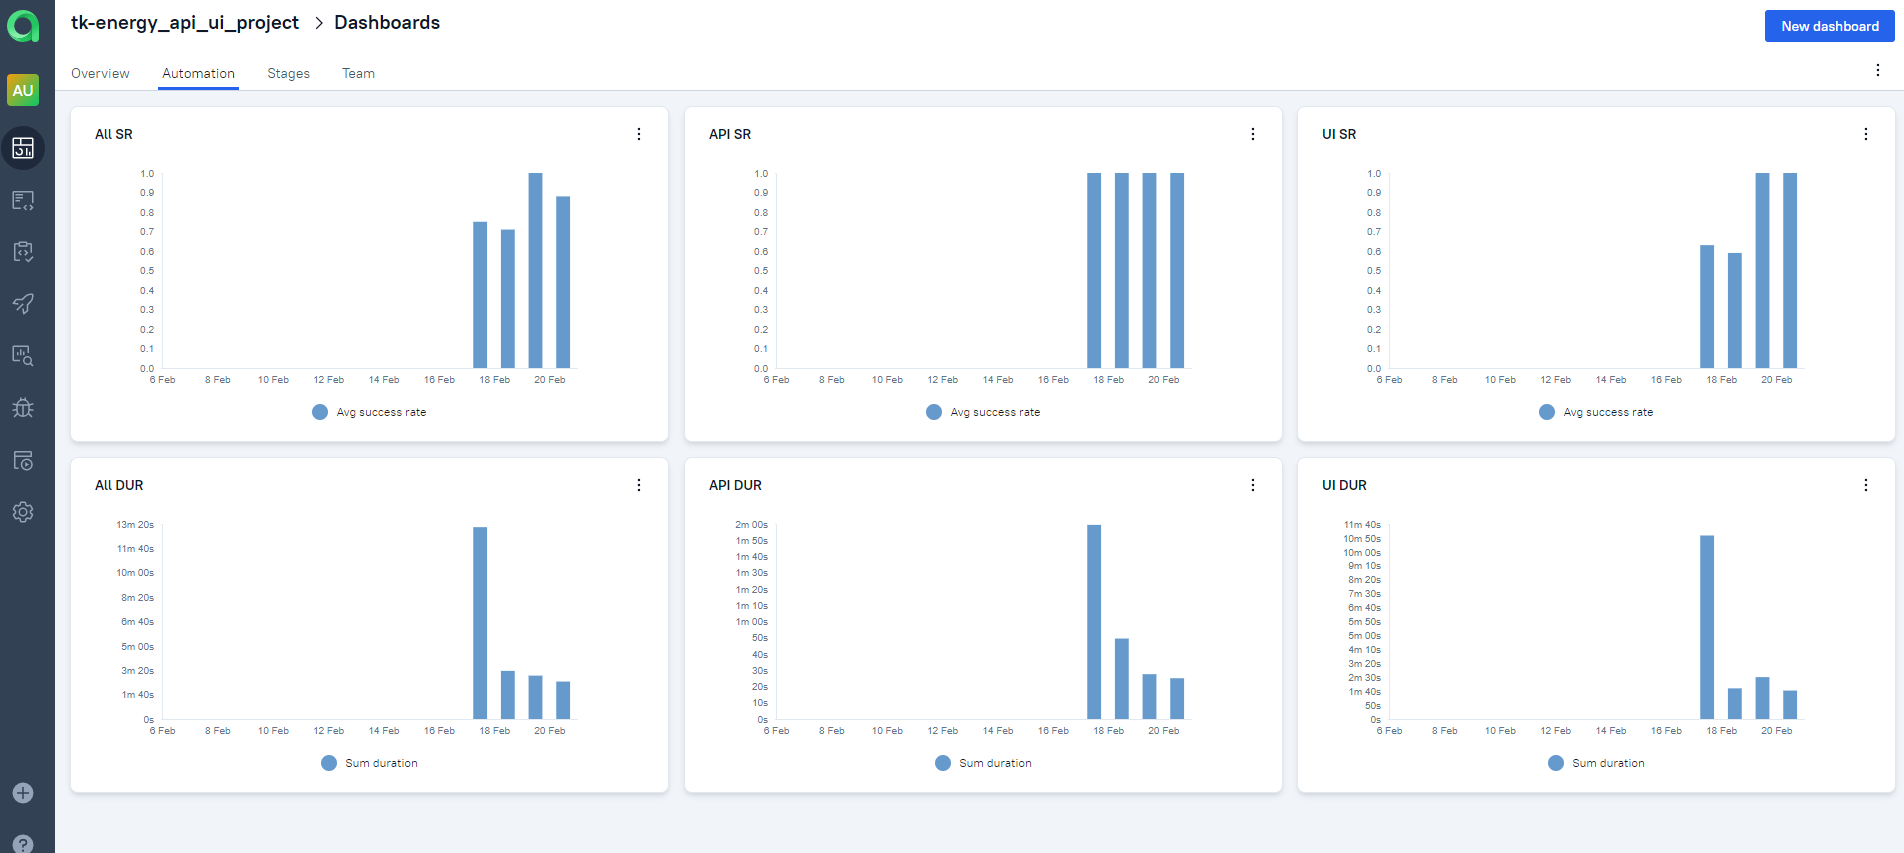 tk-energy_api_ui_project > Dashboards
New dashboard
AU
Overview Automation Stages Team
All SR
1.0
0.9
0.8
0.7
0.6
0.5
0.4
0.3
0.2
0.1
0.0
6 Feb 8 Feb 10 Feb 12 Feb 14 Feb 16 Feb 18 Feb 20 Feb
Avg success rate
API SR
1.0
0.9
0.8
0.7
0.6
0.5
0.4
0.3
0.2
0.1
0.0
6 Feb 8 Feb 10 Feb 12 Feb 14 Feb 16 Feb 18 Feb 20 Feb
Avg success rate
UI SR
1.0
0.9
0.8
0.7
0.6
0.5
0.4
0.3
0.2
0.1
0.0
6 Feb 8 Feb 10 Feb 12 Feb 14 Feb 16 Feb 18 Feb 20 Feb
Avg success rate
All DUR
13m 20s
11m 40s
10m 00s
8m 20s
6m 40s
5m 00s
3m 20s
1m 40s
0s
6 Feb 8 Feb 10 Feb 12 Feb 14 Feb 16 Feb 18 Feb 20 Feb
Sum duration
API DUR
2m 00s
1m 50s
1m 40s
1m 30s
1m 20s
1m 10s
1m 00s
50s
40s
30s
20s
10s
0s
6 Feb 8 Feb 10 Feb 12 Feb 14 Feb 16 Feb 18 Feb 20 Feb
Sum duration
UI DUR
11m 40s
10m 50s
10m 00s
9m 10s
8m 20s
7m 30s
6m 40s
5m 50s
5m 00s
4m 10s
3m 20s
2m 30s
1m 40s
50s
0s
6 Feb 8 Feb 10 Feb 12 Feb 14 Feb 16 Feb 18 Feb 20 Feb
Sum duration